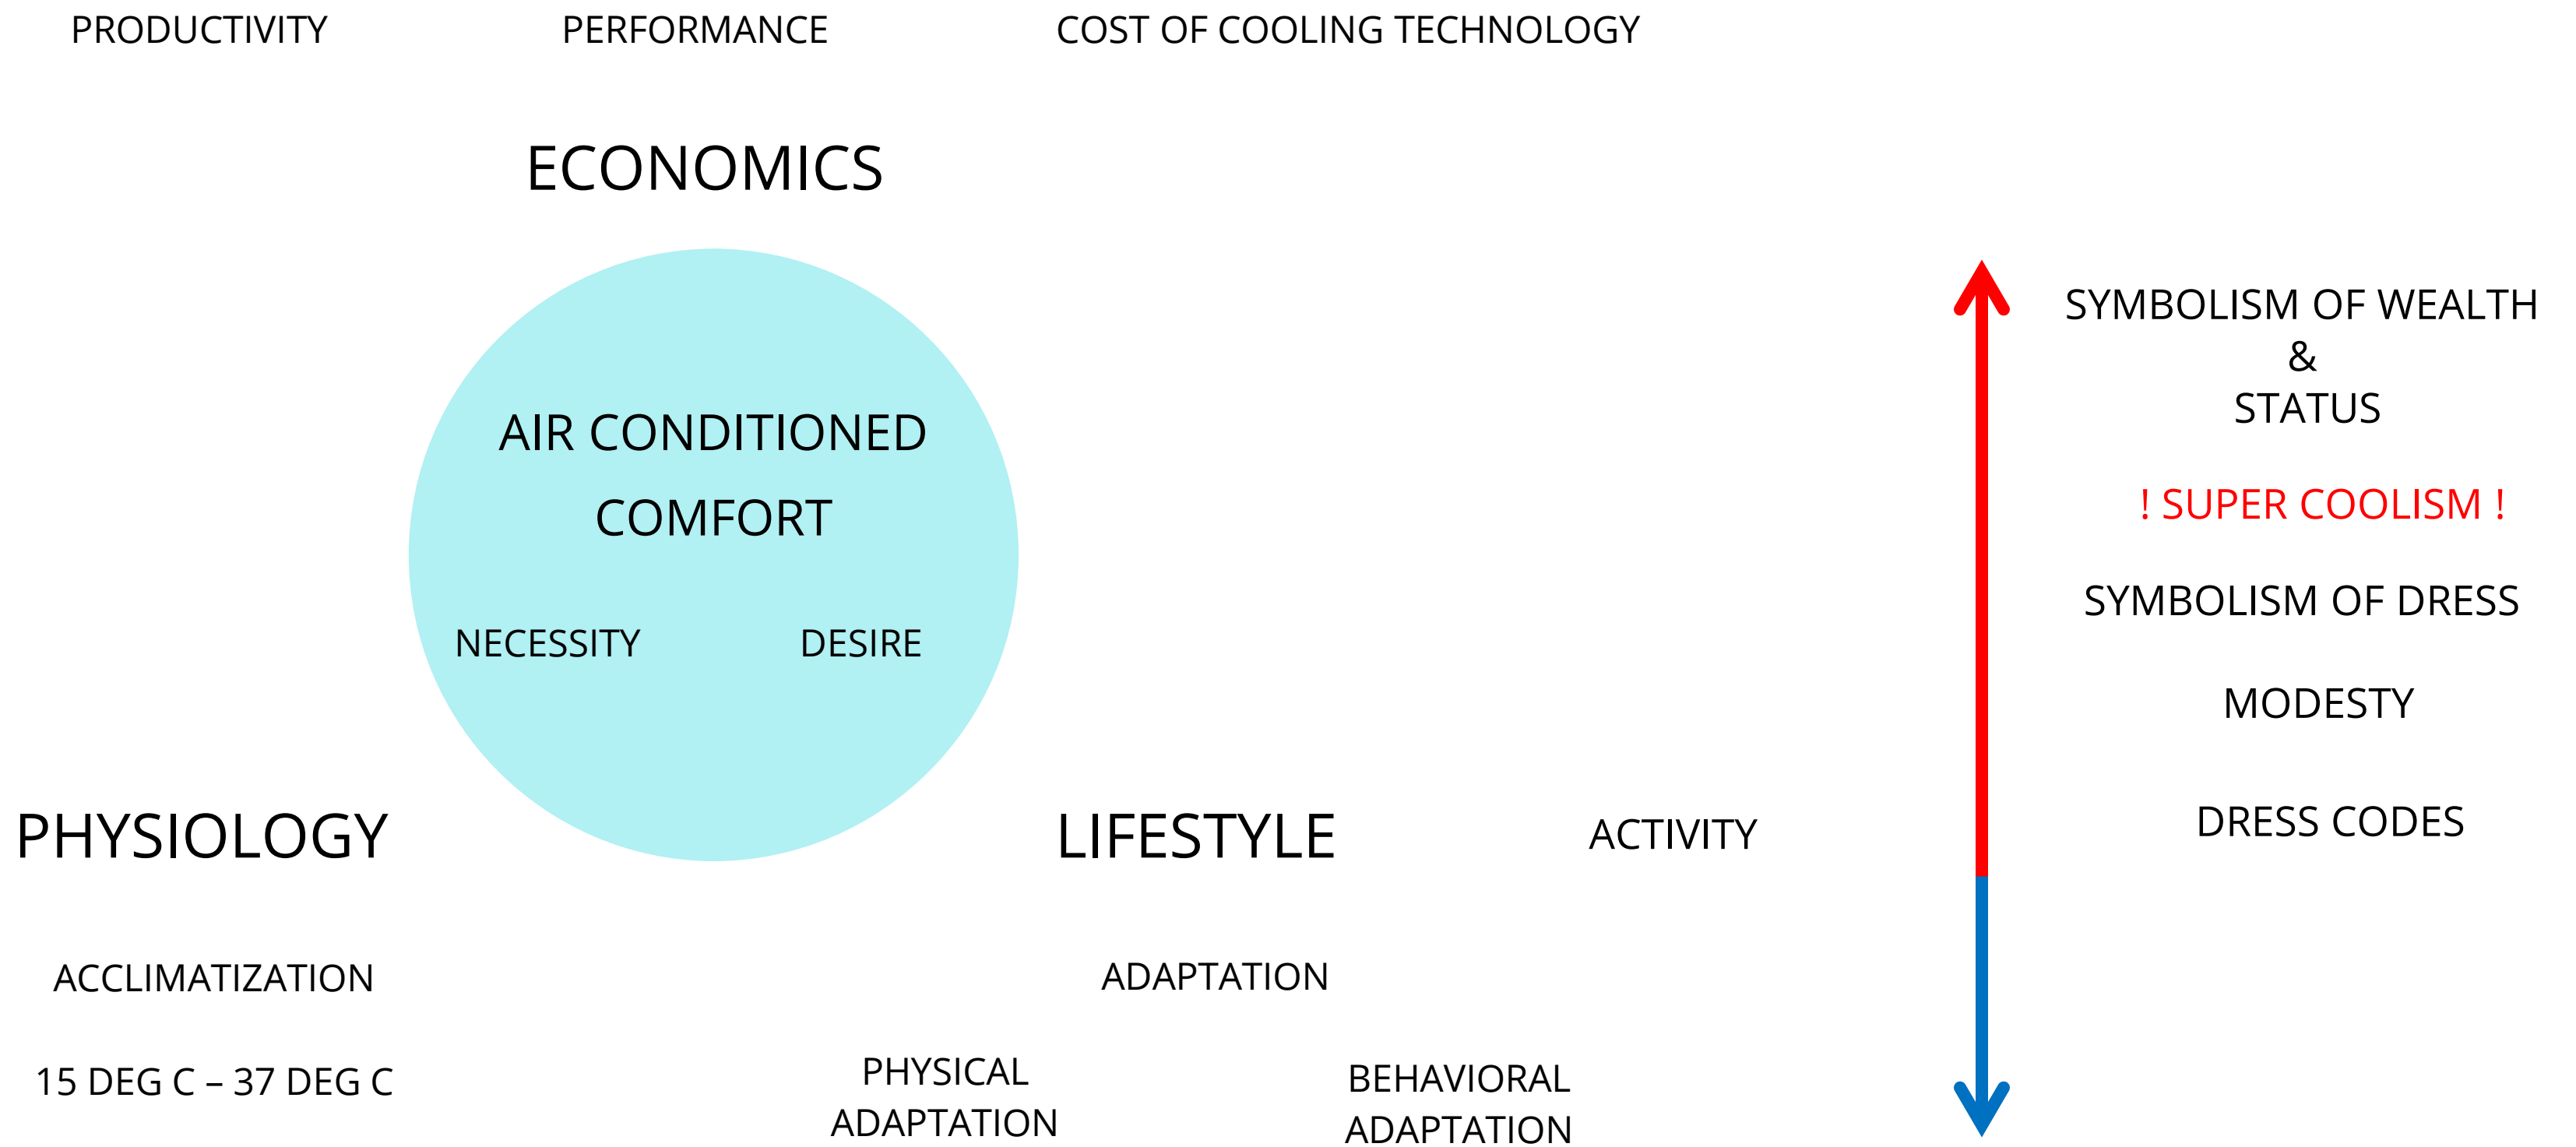 PRODUCTIVITY
PERFORMANCE
COST OF COOLING TECHNOLOGY
ECONOMICS
AIR CONDITIONED
COMFORT
NECESSITY
DESIRE
PHYSIOLOGY
LIFESTYLE
ACTIVITY
SYMBOLISM OF WEALTH
&
STATUS
! SUPER COOLISM !
SYMBOLISM OF DRESS
MODESTY
DRESS CODES
ACCLIMATIZATION
15 DEG C – 37 DEG C
ADAPTATION
PHYSICAL
ADAPTATION
BEHAVIORAL
ADAPTATION